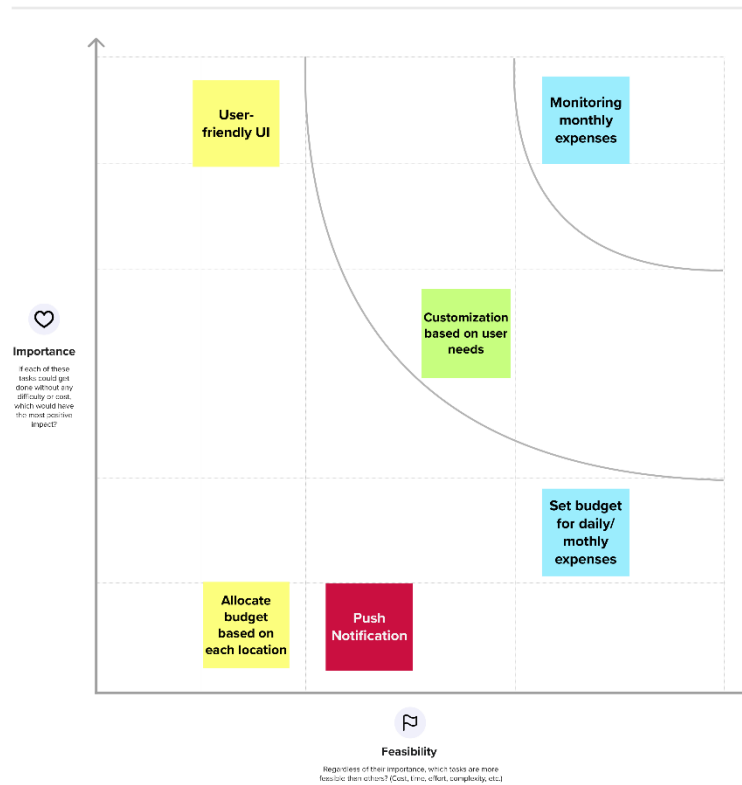 User-
friendly UI
Monitoring
monthly
expenses
Customization
based on user
needs
Importance
If each of these
tasks could get
done without any
difficulty or cost,
which would have
the most positive
impact?
Set budget
for daily/
mothly
expenses
Allocate
budget
based on
each location
Push
Notification
Feasibility
Regardless of their importance, which tasks are more
feasible than others? (Cost, time, effort, complexity, etc.)